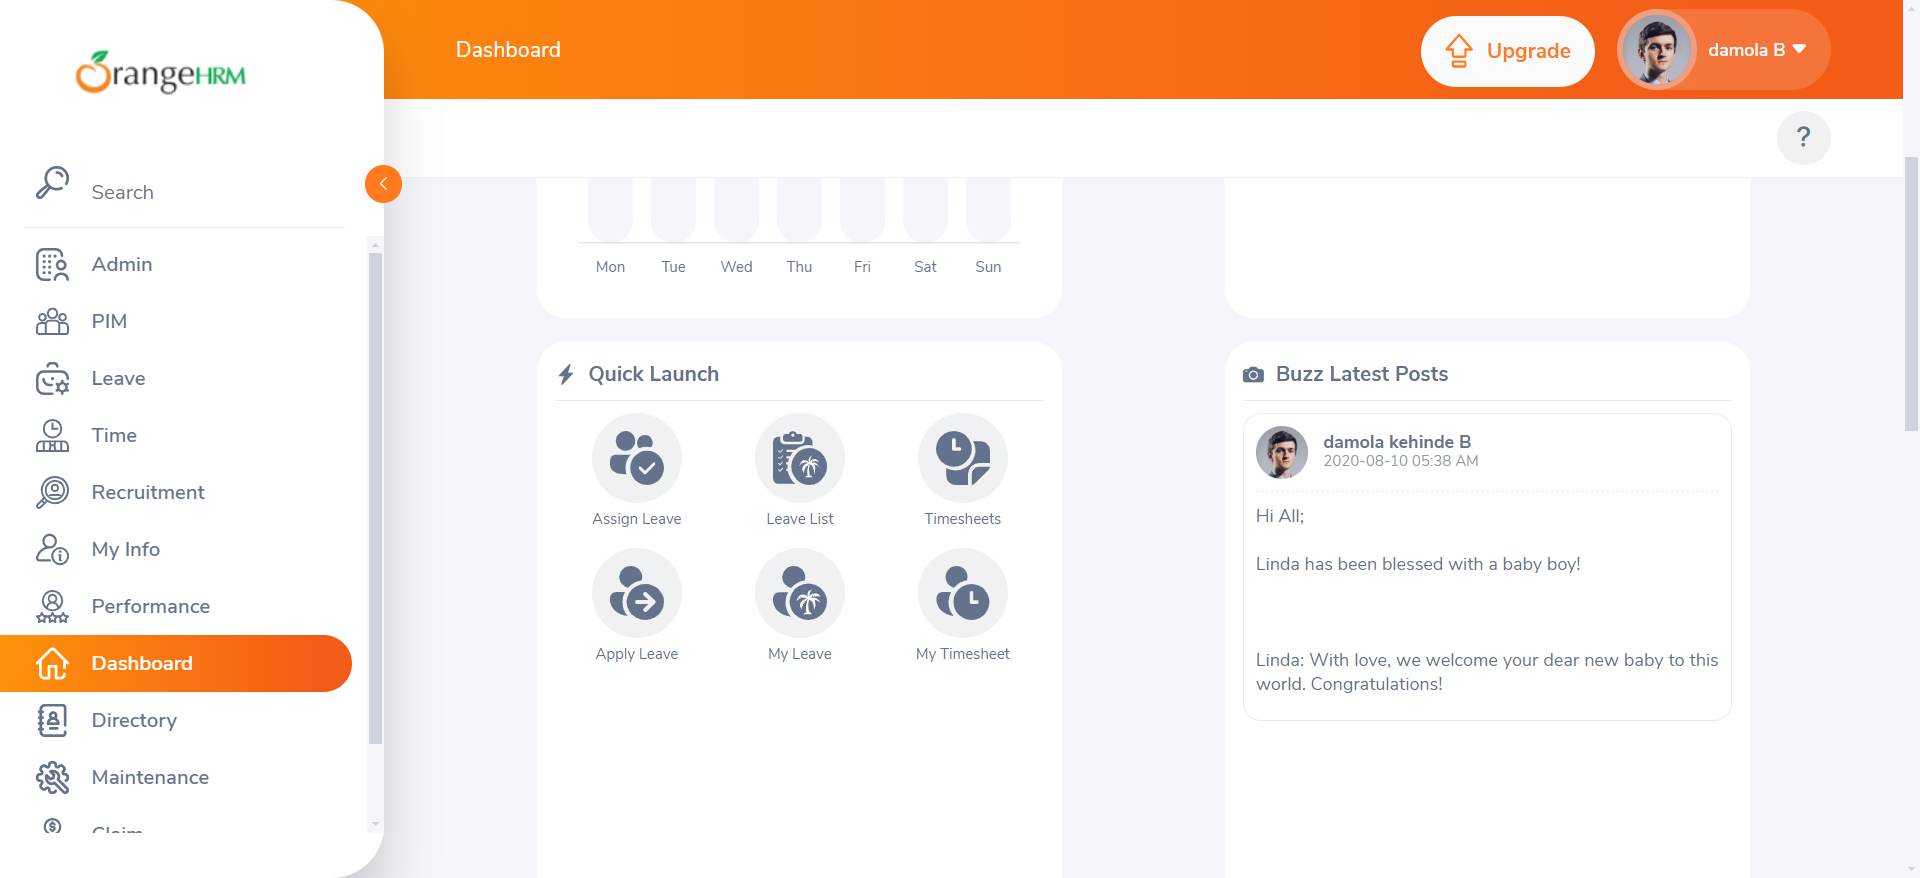 OrangeHRM
Dashboard
Upgrade
damola B
?
Search
Admin
PIM
Leave
Time
Recruitment
My Info
Performance
Dashboard
Directory
Maintenance
Claim
Mon Tue Wed Thu Fri Sat Sun
Quick Launch
Assign Leave Leave List Timesheets
Apply Leave My Leave My Timesheet
Buzz Latest Posts
damola kehinde B
2020-08-10 05:38 AM
Hi All;
Linda has been blessed with a baby boy!
Linda: With love, we welcome your dear new baby to this
world. Congratulations!